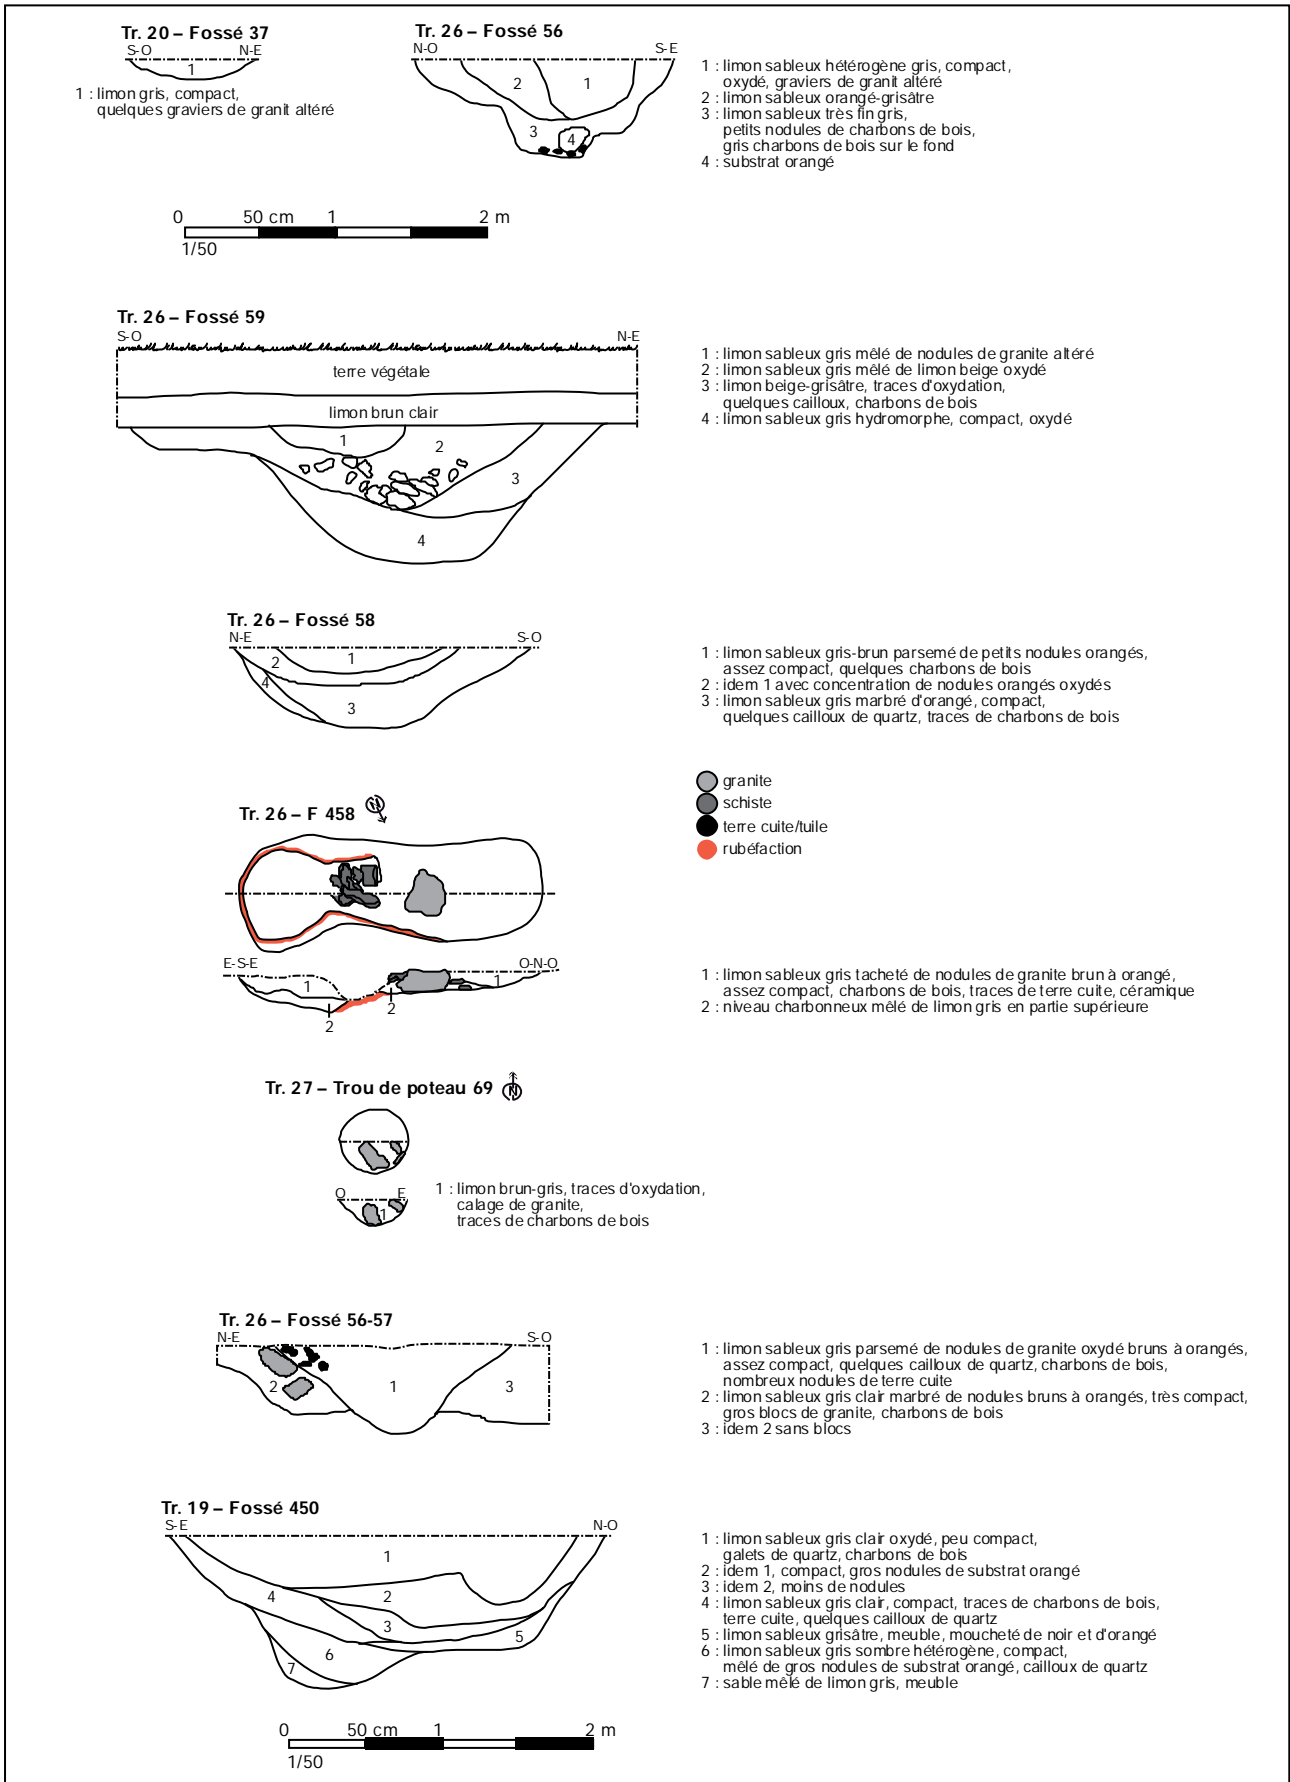 Tr. 20 – Fossé 37
S-O N-E
1
1 : limon gris, compact,
quelques graviers de granit altéré
Tr. 26 – Fossé 56
N-O S-E
2 1
3 4
1 : limon sableux hétérogène gris, compact,
oxydé, graviers de granit altéré
2 : limon sableux orangé-grisâtre
3 : limon sableux très fin gris,
petits nodules de charbons de bois,
gris charbons de bois sur le fond
4 : substrat orangé
0 50 cm 1 2 m
1/50
Tr. 26 – Fossé 59
S-O N-E
terre végétale
limon brun clair
1 2
3
4
1 : limon sableux gris mêlé de nodules de granite altéré
2 : limon sableux gris mêlé de limon beige oxydé
3 : limon beige-grisâtre, traces d'oxydation,
quelques cailloux, charbons de bois
4 : limon sableux gris hydromorphe, compact, oxydé
Tr. 26 – Fossé 58
N-E S-O
2 1
4
3
1 : limon sableux gris-brun parsemé de petits nodules orangés,
assez compact, quelques charbons de bois
2 : idem 1 avec concentration de nodules orangés oxydés
3 : limon sableux gris marbré d'orangé, compact,
quelques cailloux de quartz, traces de charbons de bois
granite
schiste
terre cuite/tuile
rubéfaction
Tr. 26 – F 458
N
E-S-E O-N-O
1 1
2 2
1 : limon sableux gris tacheté de nodules de granite brun à orangé,
assez compact, charbons de bois, traces de terre cuite, céramique
2 : niveau charbonneux mêlé de limon gris en partie supérieure
Tr. 27 – Trou de poteau 69
N
O E
1
1 : limon brun-gris, traces d'oxydation,
calage de granite,
traces de charbons de bois
Tr. 26 – Fossé 56-57
N-E S-O
2 1 3
1 : limon sableux gris parsemé de nodules de granite oxydé bruns à orangés,
assez compact, quelques cailloux de quartz, charbons de bois,
nombreux nodules de terre cuite
2 : limon sableux gris clair marbré de nodules bruns à orangés, très compact,
gros blocs de granite, charbons de bois
3 : idem 2 sans blocs
Tr. 19 – Fossé 450
S-E N-O
1
4 2
3 5
6
7
1 : limon sableux gris clair oxydé, peu compact,
galets de quartz, charbons de bois
2 : idem 1, compact, gros nodules de substrat orangé
3 : idem 2, moins de nodules
4 : limon sableux gris clair, compact, traces de charbons de bois,
terre cuite, quelques cailloux de quartz
5 : limon sableux grisâtre, meuble, moucheté de noir et d'orangé
6 : limon sableux gris sombre hétérogène, compact,
mêlé de gros nodules de substrat orangé, cailloux de quartz
7 : sable mêlé de limon gris, meuble
0 50 cm 1 2 m
1/50